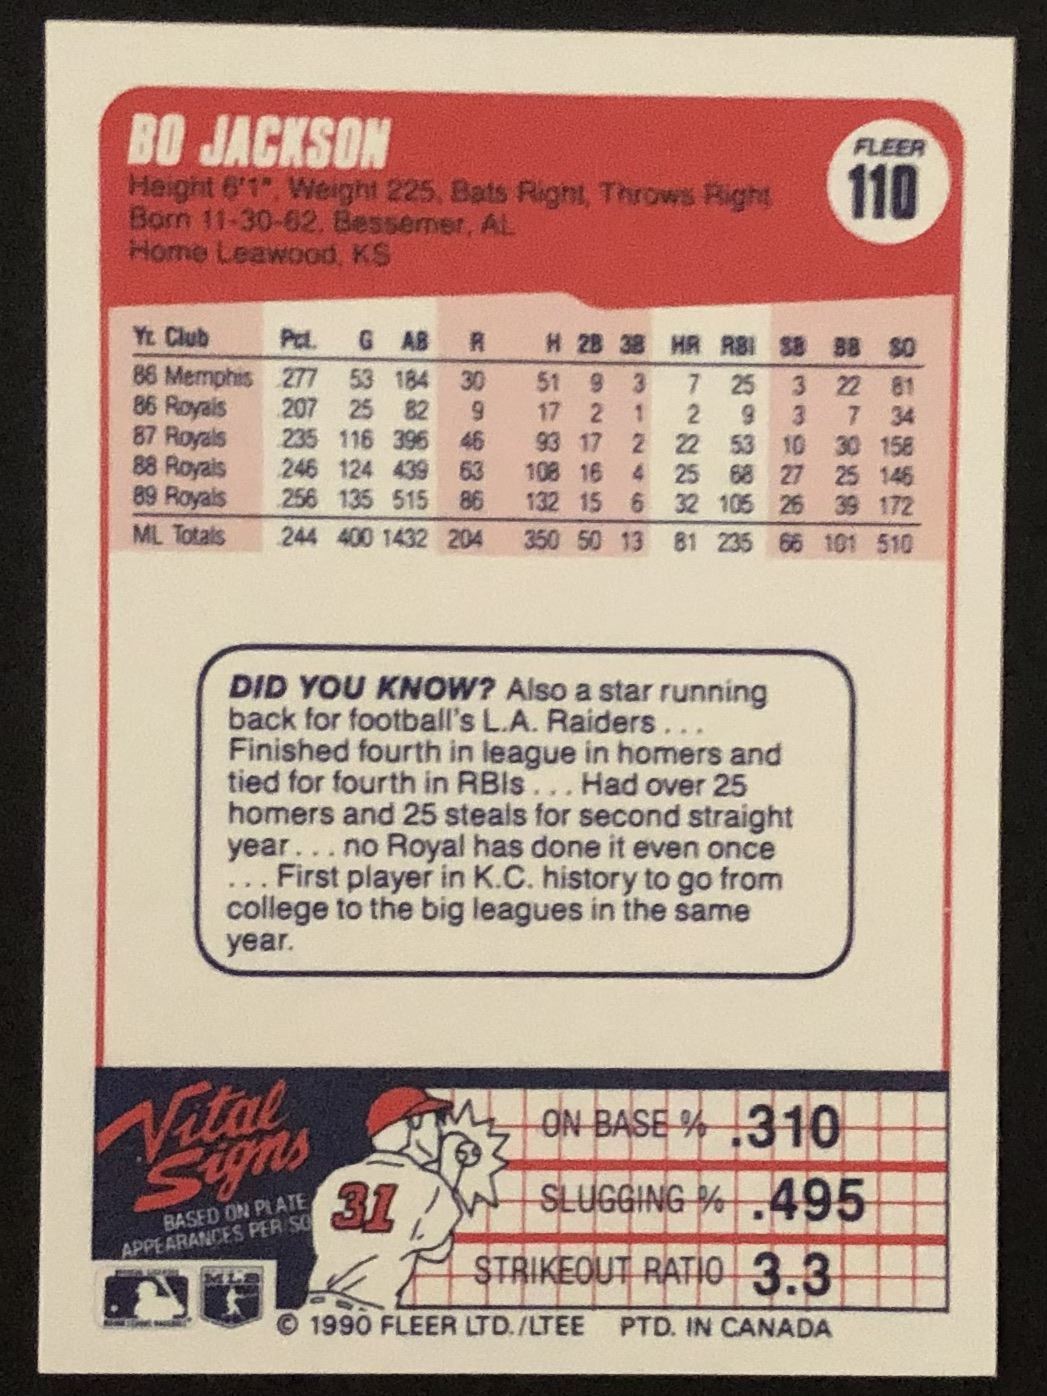 BO JACKSON
FLEER
110
Height 6'1", Weight 225, Bats Right, Throws Right
Born 11-30-62, Bessemer, AL
Home Leawood, KS
Yr. Club Pct. G AB R H 2B 3B HR RBI SB BB SO
86 Memphis .277 53 184 30 51 9 3 7 25 3 22 81
86 Royals .207 25 82 9 17 2 1 2 9 3 7 34
87 Royals .235 116 396 46 93 17 2 22 53 10 30 158
88 Royals .246 124 439 63 108 16 4 25 68 27 25 146
89 Royals .256 135 515 86 132 15 6 32 105 26 39 172
ML Totals .244 400 1432 204 350 50 13 81 235 66 101 510
DID YOU KNOW? Also a star running
back for football's L.A. Raiders ...
Finished fourth in league in homers and
tied for fourth in RBIs ... Had over 25
homers and 25 steals for second straight
year ... no Royal has done it even once
... First player in K.C. history to go from
college to the big leagues in the same
year.
Vital
Signs
BASED ON PLATE
APPEARANCES PER SO
31
ON BASE % .310
SLUGGING % .495
STRIKEOUT RATIO 3.3
MLB
© 1990 FLEER LTD./LTEE PTD. IN CANADA